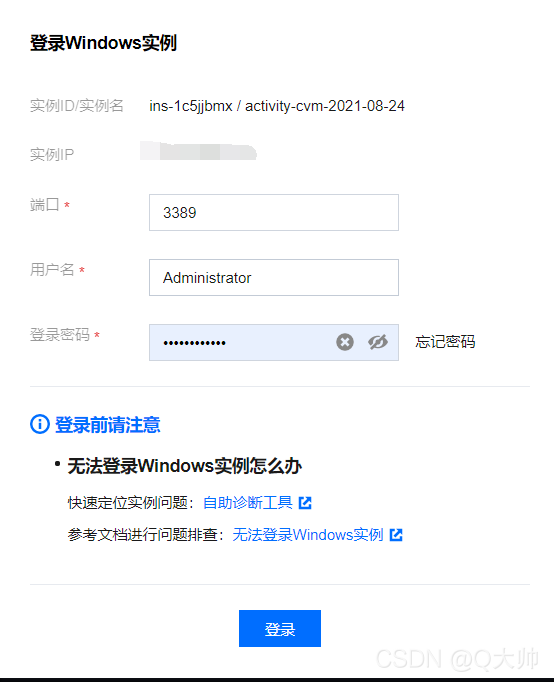 登录Windows实例
实例ID/实例名 ins-1c5jjbmx / activity-cvm-2021-08-24
实例IP
端口 * 3389
用户名 * Administrator
登录密码 * •••••••••••• 忘记密码
登录前请注意
• 无法登录Windows实例怎么办
快速定位实例问题：自助诊断工具
参考文档进行问题排查：无法登录Windows实例
登录
CSDN @Q大帅